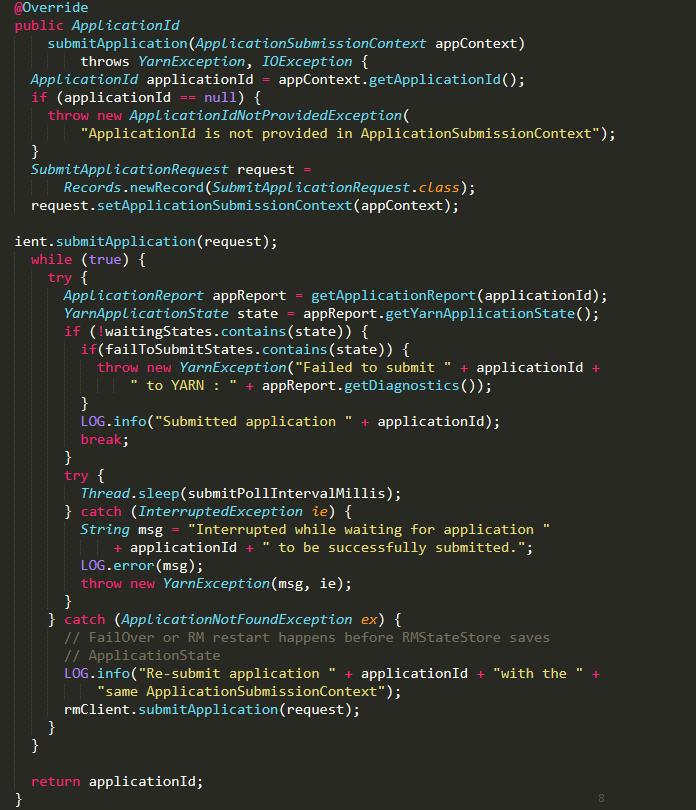 @Override
public ApplicationId
    submitApplication(ApplicationSubmissionContext appContext)
        throws YarnException, IOException {
  ApplicationId applicationId = appContext.getApplicationId();
  if (applicationId == null) {
    throw new ApplicationIdNotProvidedException(
        "ApplicationId is not provided in ApplicationSubmissionContext");
  }
  SubmitApplicationRequest request =
      Records.newRecord(SubmitApplicationRequest.class);
  request.setApplicationSubmissionContext(appContext);

ient.submitApplication(request);
  while (true) {
    try {
      ApplicationReport appReport = getApplicationReport(applicationId);
      YarnApplicationState state = appReport.getYarnApplicationState();
      if (!waitingStates.contains(state)) {
        if(failToSubmitStates.contains(state)) {
          throw new YarnException("Failed to submit " + applicationId +
              " to YARN : " + appReport.getDiagnostics());
        }
        LOG.info("Submitted application " + applicationId);
        break;
      }
      try {
        Thread.sleep(submitPollIntervalMillis);
      } catch (InterruptedException ie) {
        String msg = "Interrupted while waiting for application "
            + applicationId + " to be successfully submitted.";
        LOG.error(msg);
        throw new YarnException(msg, ie);
      }
    } catch (ApplicationNotFoundException ex) {
      // FailOver or RM restart happens before RMStateStore saves
      // ApplicationState
      LOG.info("Re-submit application " + applicationId + "with the " +
          "same ApplicationSubmissionContext");
      rmClient.submitApplication(request);
    }
  }

  return applicationId;
}
8